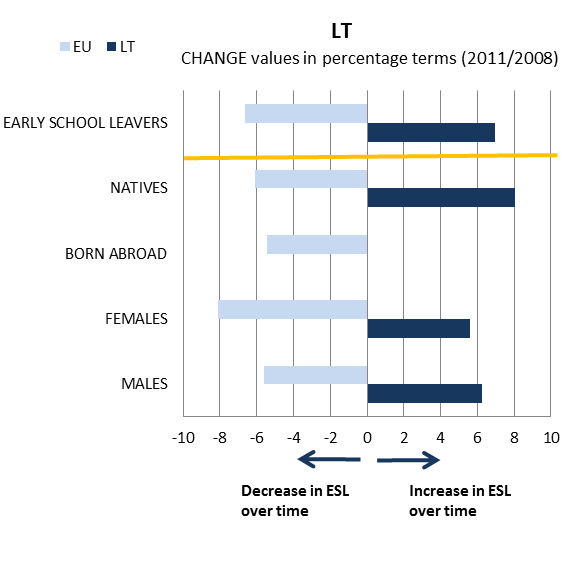 LT
EU LT
CHANGE values in percentage terms (2011/2008)
EARLY SCHOOL LEAVERS
NATIVES
BORN ABROAD
FEMALES
MALES
-10 -8 -6 -4 -2 0 2 4 6 8 10
Decrease in ESL
over time
Increase in ESL
over time